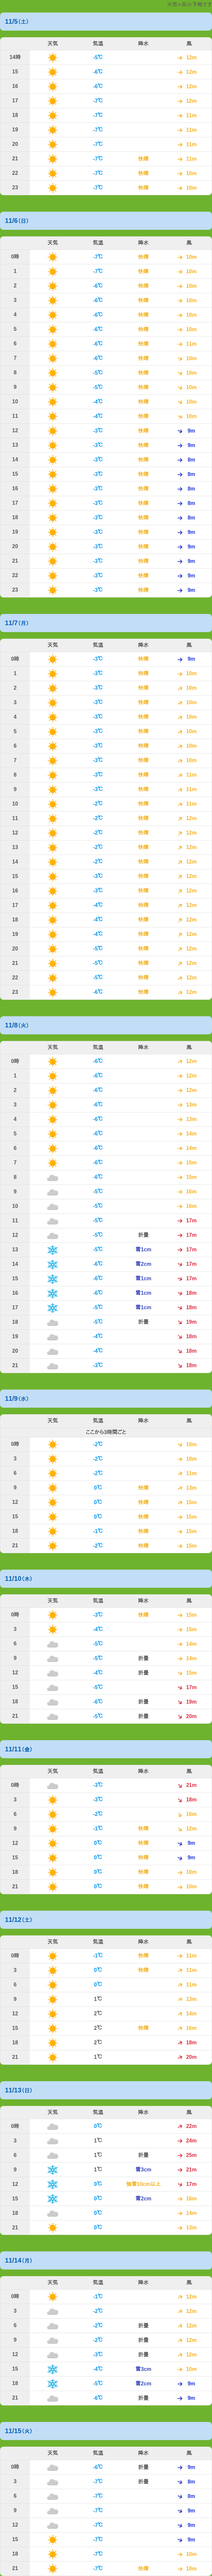 11/5(土)
天気 気温 降水 風
14時 -5℃ 12m
15 -6℃ 12m
16 -6℃ 12m
17 -7℃ 12m
18 -7℃ 11m
19 -7℃ 11m
20 -7℃ 11m
21 -7℃ 快晴 11m
22 -7℃ 快晴 10m
23 -7℃ 快晴 10m
11/6(日)
天気 気温 降水 風
0時 -7℃ 快晴 10m
1 -7℃ 快晴 10m
2 -6℃ 快晴 10m
3 -6℃ 快晴 10m
4 -6℃ 快晴 10m
5 -6℃ 快晴 10m
6 -6℃ 快晴 11m
7 -6℃ 快晴 10m
8 -5℃ 快晴 10m
9 -5℃ 快晴 10m
10 -4℃ 快晴 10m
11 -4℃ 快晴 10m
12 -3℃ 快晴 9m
13 -3℃ 快晴 9m
14 -3℃ 快晴 8m
15 -3℃ 快晴 8m
16 -3℃ 快晴 8m
17 -3℃ 快晴 8m
18 -3℃ 快晴 8m
19 -3℃ 快晴 9m
20 -3℃ 快晴 9m
21 -3℃ 快晴 9m
22 -3℃ 快晴 9m
23 -3℃ 快晴 9m
11/7(月)
天気 気温 降水 風
0時 -3℃ 快晴 9m
1 -3℃ 快晴 10m
2 -3℃ 快晴 10m
3 -3℃ 快晴 10m
4 -3℃ 快晴 10m
5 -3℃ 快晴 10m
6 -3℃ 快晴 10m
7 -3℃ 快晴 10m
8 -3℃ 快晴 11m
9 -3℃ 快晴 11m
10 -2℃ 快晴 11m
11 -2℃ 快晴 12m
12 -2℃ 快晴 12m
13 -2℃ 快晴 12m
14 -2℃ 快晴 12m
15 -3℃ 快晴 12m
16 -3℃ 快晴 12m
17 -4℃ 快晴 12m
18 -4℃ 快晴 12m
19 -4℃ 快晴 12m
20 -5℃ 快晴 12m
21 -5℃ 快晴 12m
22 -5℃ 快晴 12m
23 -6℃ 快晴 12m
11/8(火)
天気 気温 降水 風
0時 -6℃ 12m
1 -6℃ 12m
2 -6℃ 12m
3 -6℃ 13m
4 -6℃ 13m
5 -6℃ 14m
6 -6℃ 14m
7 -6℃ 15m
8 -6℃ 15m
9 -5℃ 16m
10 -5℃ 16m
11 -5℃ 17m
12 -5℃ 折畳 17m
13 -5℃ 雪1cm 17m
14 -6℃ 雪2cm 17m
15 -6℃ 雪1cm 17m
16 -6℃ 雪1cm 18m
17 -5℃ 雪1cm 18m
18 -5℃ 折畳 19m
19 -4℃ 18m
20 -4℃ 18m
21 -3℃ 18m
11/9(水)
天気 気温 降水 風
ここから3時間ごと
0時 -2℃ 10m
3 -2℃ 10m
6 -2℃ 11m
9 0℃ 快晴 13m
12 0℃ 快晴 15m
15 0℃ 快晴 15m
18 -1℃ 快晴 15m
21 -2℃ 快晴 15m
11/10(木)
天気 気温 降水 風
0時 -3℃ 快晴 15m
3 -4℃ 15m
6 -5℃ 14m
9 -5℃ 折畳 14m
12 -4℃ 折畳 15m
15 -5℃ 17m
18 -6℃ 折畳 19m
21 -5℃ 折畳 20m
11/11(金)
天気 気温 降水 風
0時 -3℃ 21m
3 -3℃ 18m
6 -2℃ 16m
9 -1℃ 快晴 12m
12 0℃ 快晴 9m
15 0℃ 快晴 9m
18 0℃ 快晴 10m
21 0℃ 快晴 10m
11/12(土)
天気 気温 降水 風
0時 -1℃ 快晴 11m
3 0℃ 快晴 11m
6 0℃ 11m
9 1℃ 13m
12 2℃ 14m
15 2℃ 快晴 16m
18 2℃ 18m
21 1℃ 20m
11/13(日)
天気 気温 降水 風
0時 0℃ 22m
3 1℃ 24m
6 1℃ 折畳 25m
9 1℃ 雪3cm 21m
12 0℃ 強雪10cm以上 17m
15 0℃ 雪2cm 16m
18 0℃ 14m
21 0℃ 13m
11/14(月)
天気 気温 降水 風
0時 -1℃ 12m
3 -2℃ 12m
6 -2℃ 折畳 12m
9 -2℃ 折畳 12m
12 -3℃ 折畳 12m
15 -4℃ 雪3cm 10m
18 -5℃ 雪2cm 9m
21 -6℃ 折畳 9m
11/15(火)
天気 気温 降水 風
0時 -6℃ 折畳 9m
3 -7℃ 折畳 8m
6 -7℃ 8m
9 -7℃ 9m
12 -7℃ 9m
15 -7℃ 9m
18 -7℃ 10m
21 -7℃ 快晴 10m